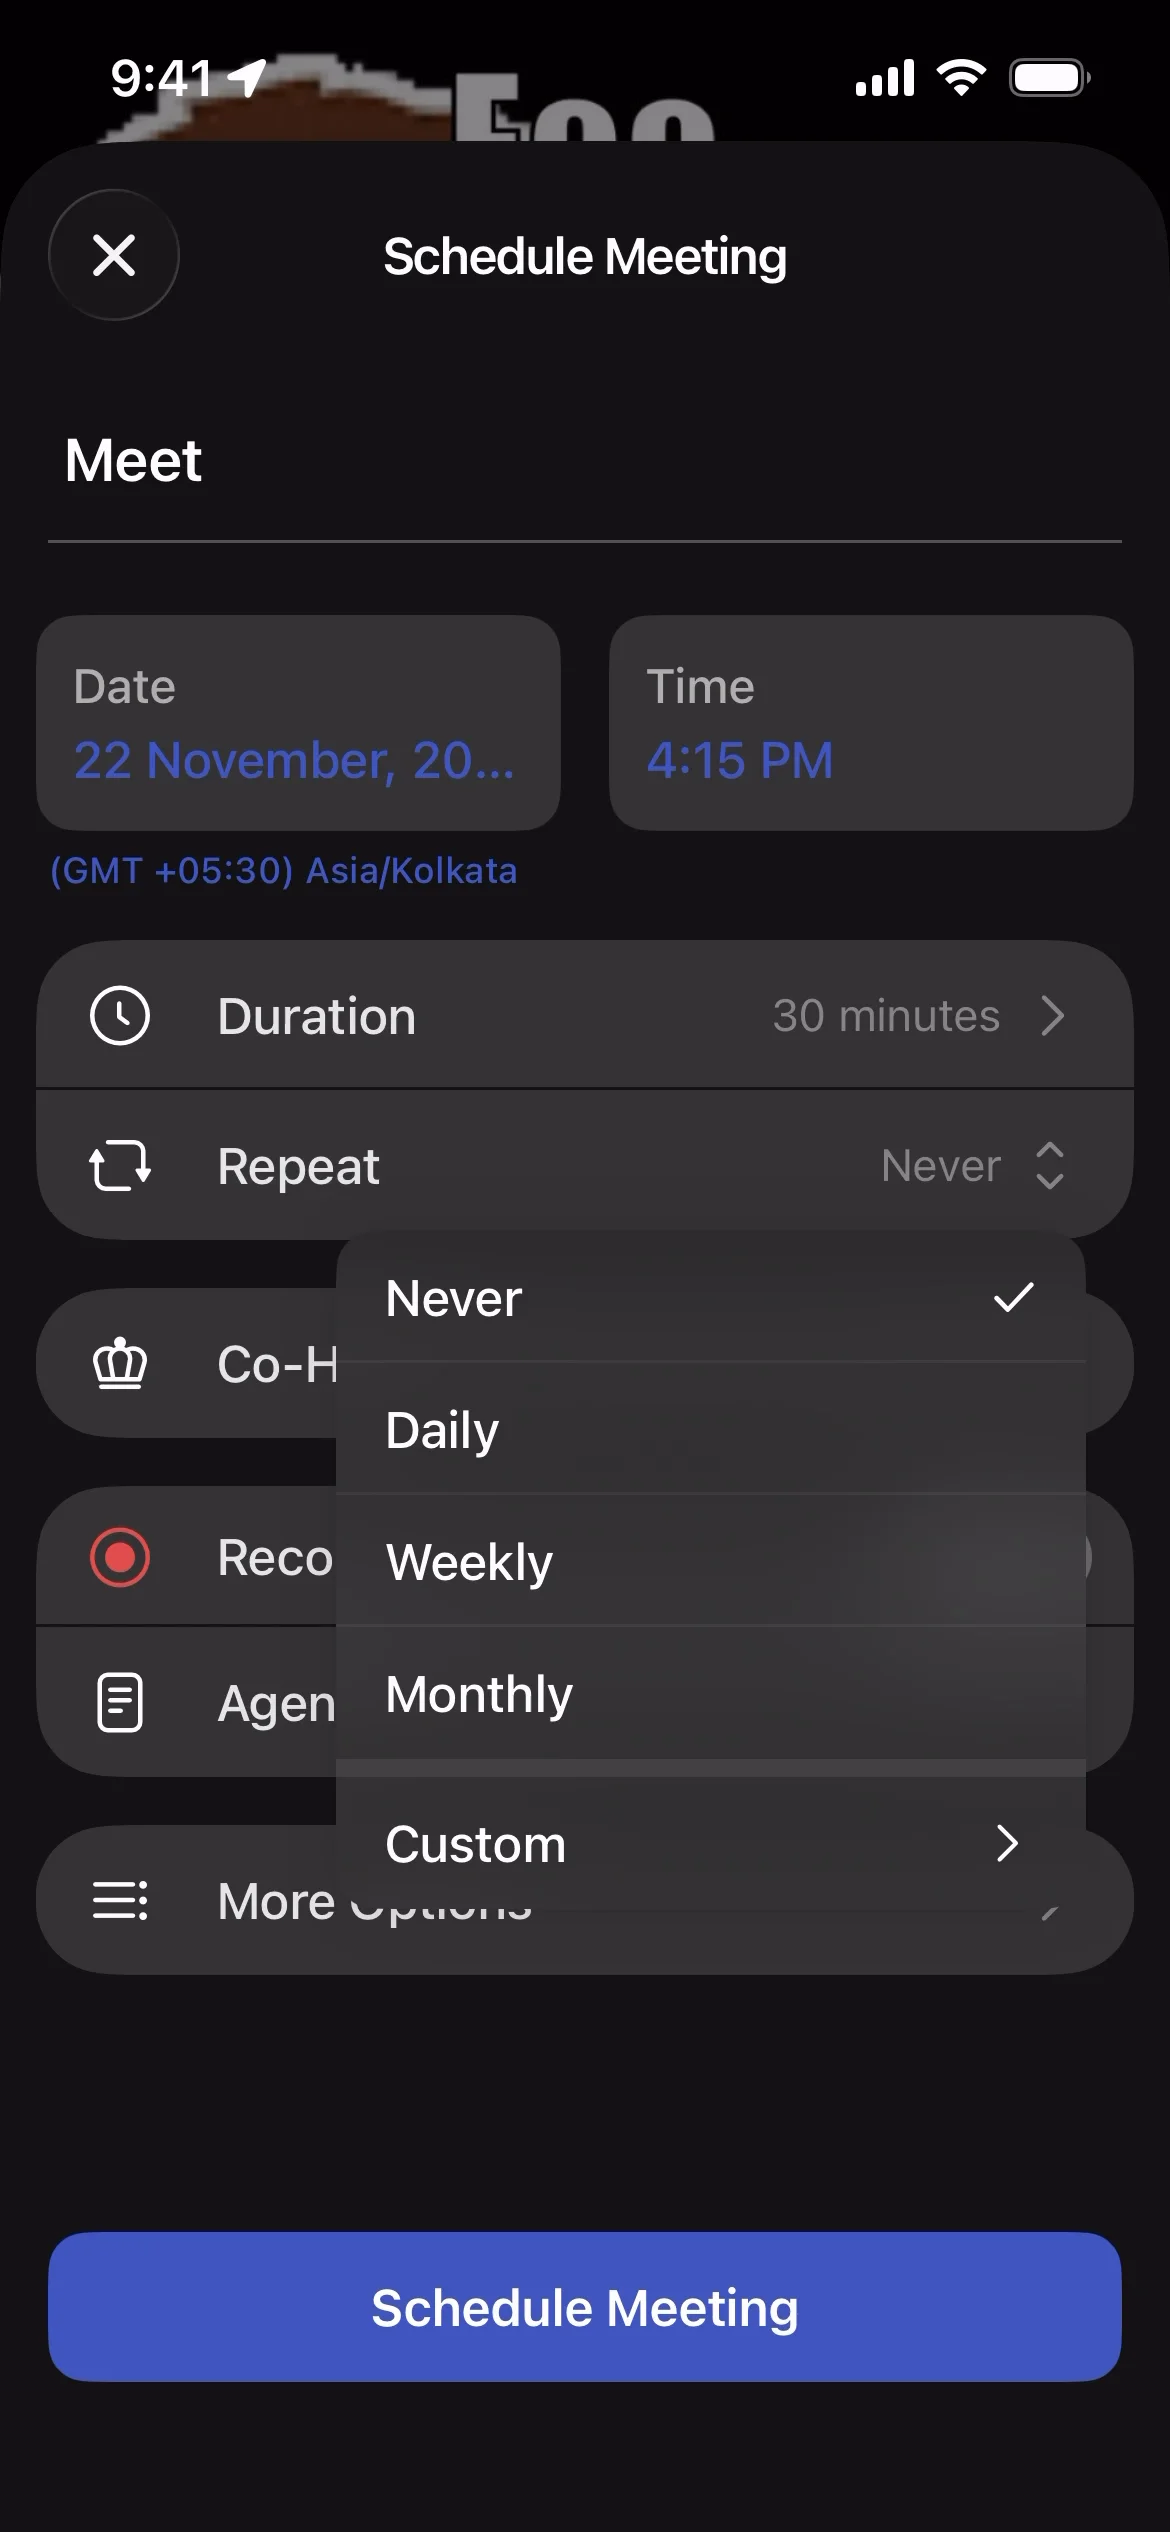 9:41
Schedule Meeting
Meet
Date
22 November, 20...
Time
4:15 PM
(GMT +05:30) Asia/Kolkata
Duration
30 minutes
Repeat
Never
Never
Co-H
Daily
Reco
Weekly
Agen
Monthly
Custom
More Options
Schedule Meeting